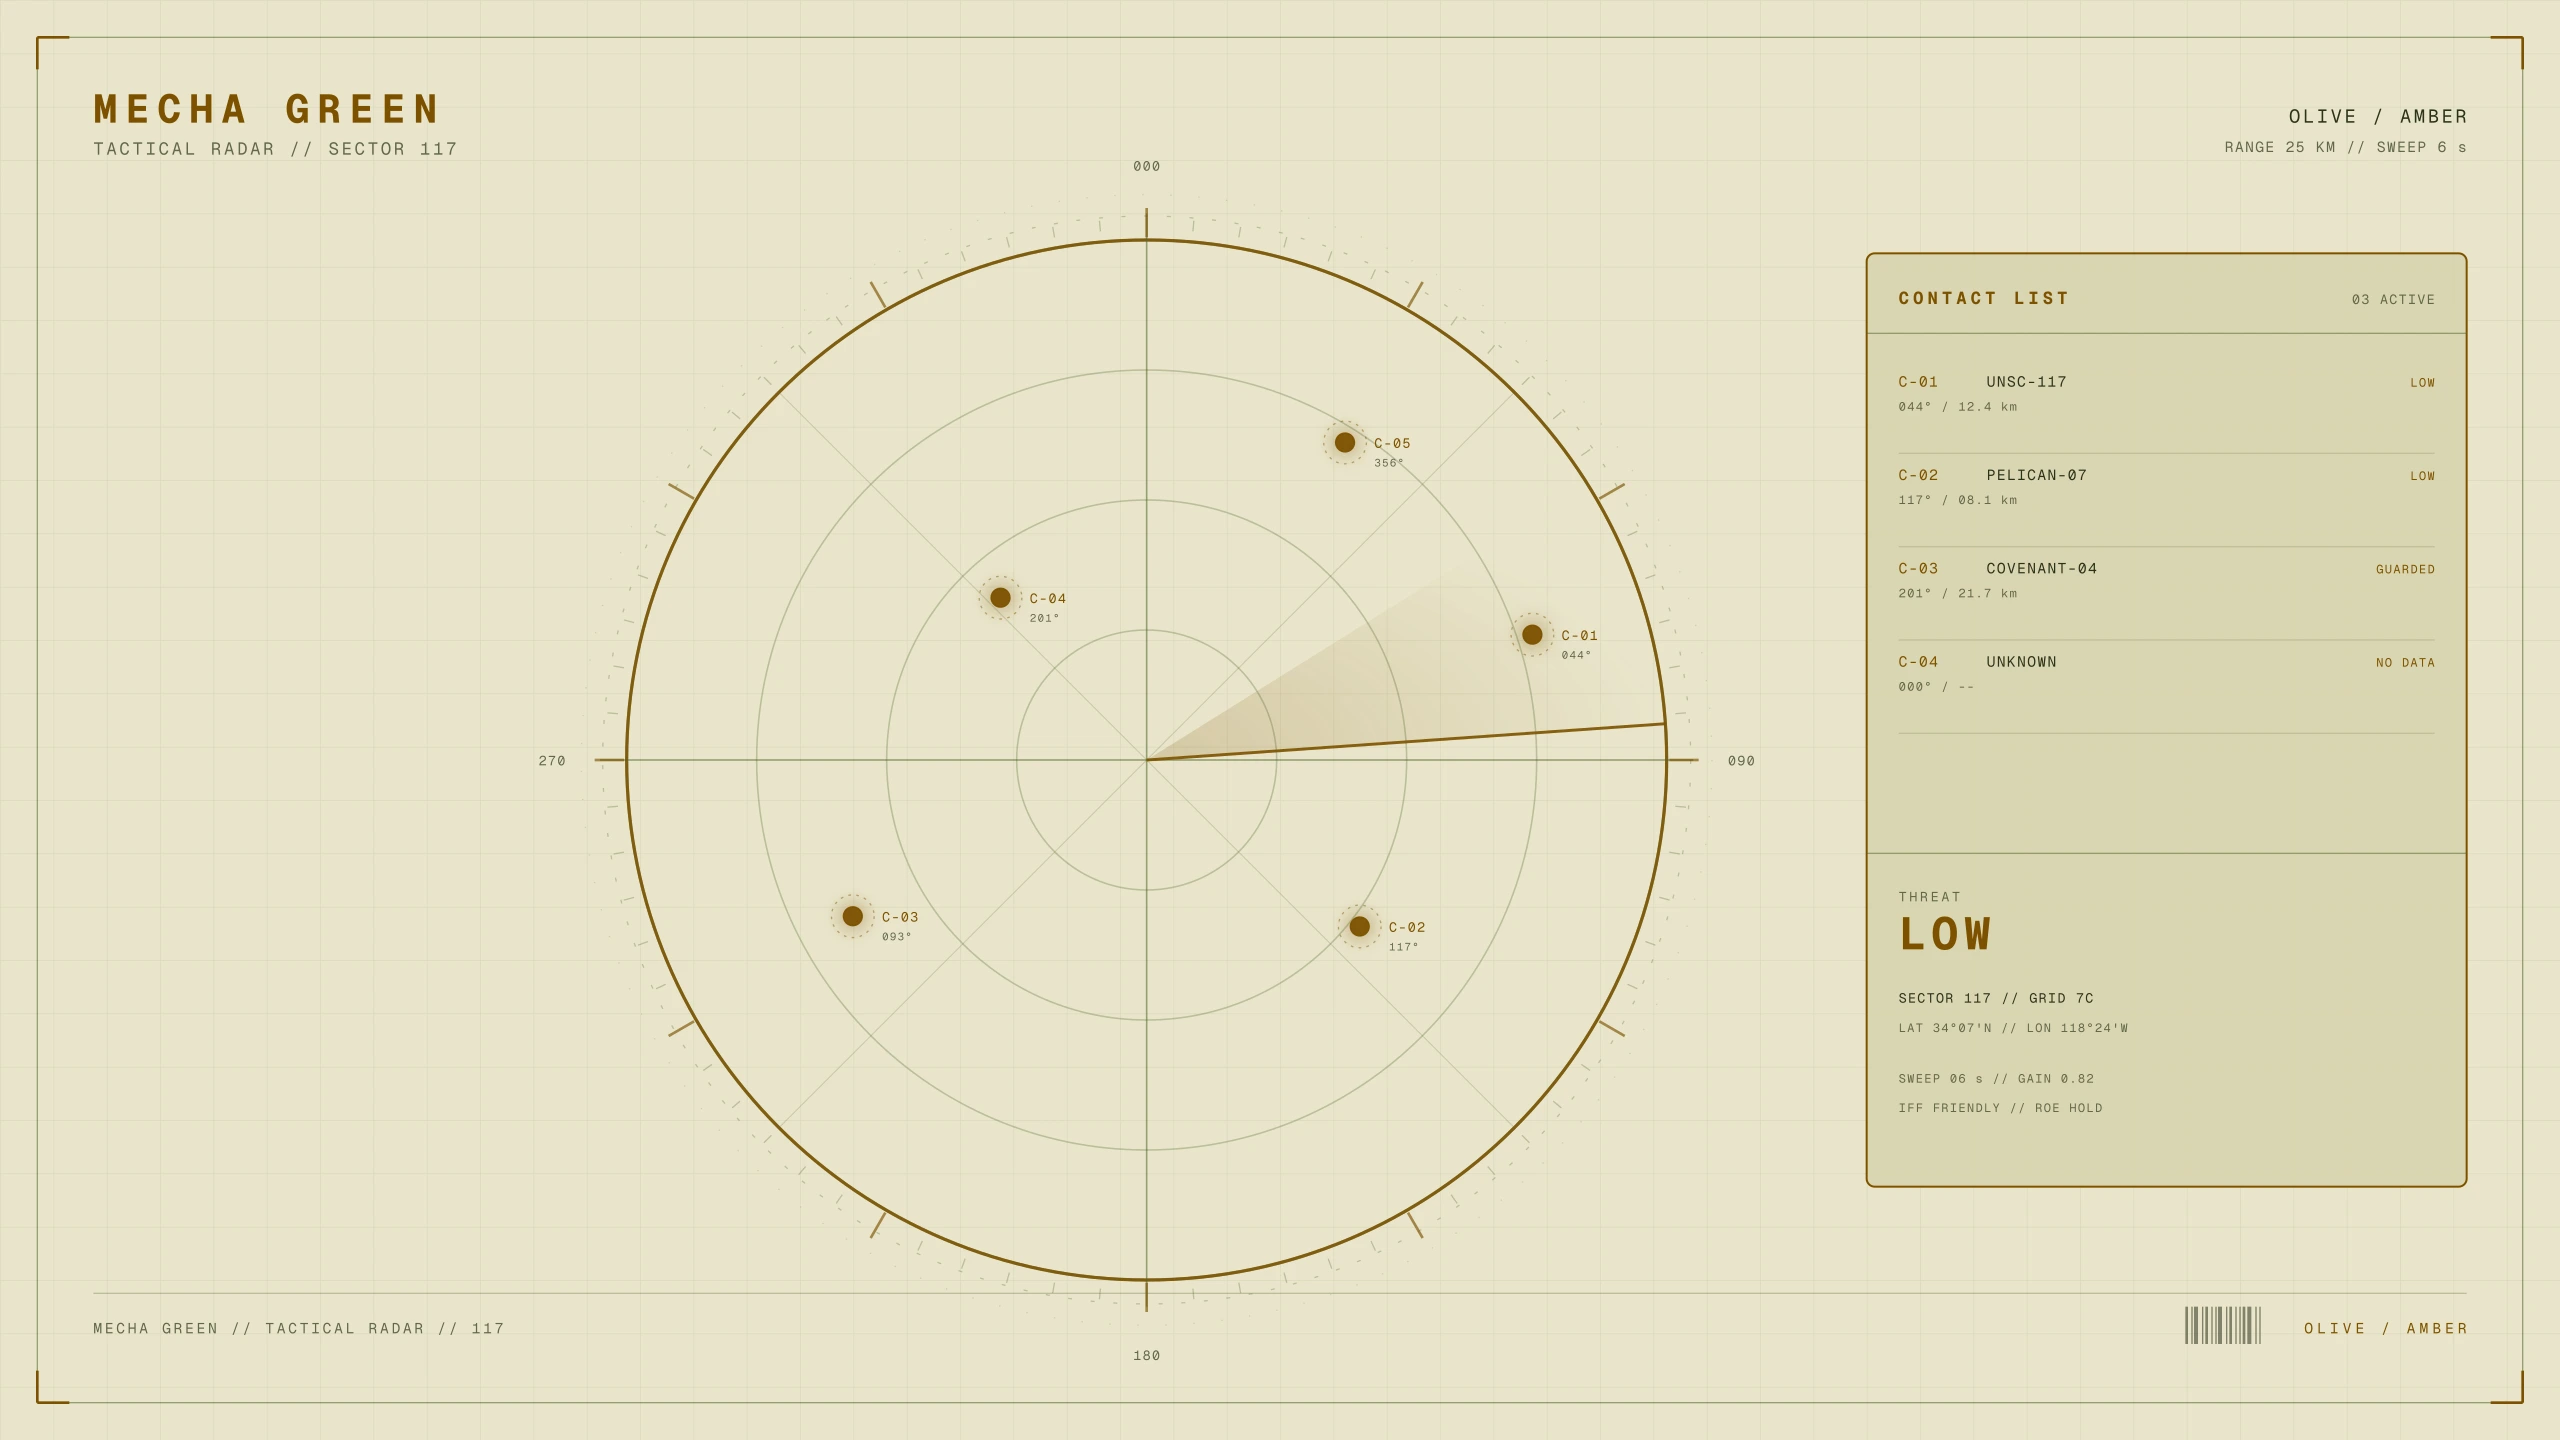 MECHA GREEN
TACTICAL RADAR // SECTOR 117
OLIVE / AMBER
RANGE 25 KM // SWEEP 6 s
000
090
180
270
C-05
356°
C-04
201°
C-01
044°
C-03
093°
C-02
117°
CONTACT LIST
03 ACTIVE
C-01 UNSC-117 LOW
044° / 12.4 km
C-02 PELICAN-07 LOW
117° / 08.1 km
C-03 COVENANT-04 GUARDED
201° / 21.7 km
C-04 UNKNOWN NO DATA
000° / --
THREAT
LOW
SECTOR 117 // GRID 7C
LAT 34°07'N // LON 118°24'W
SWEEP 06 s // GAIN 0.82
IFF FRIENDLY // ROE HOLD
MECHA GREEN // TACTICAL RADAR // 117
OLIVE / AMBER